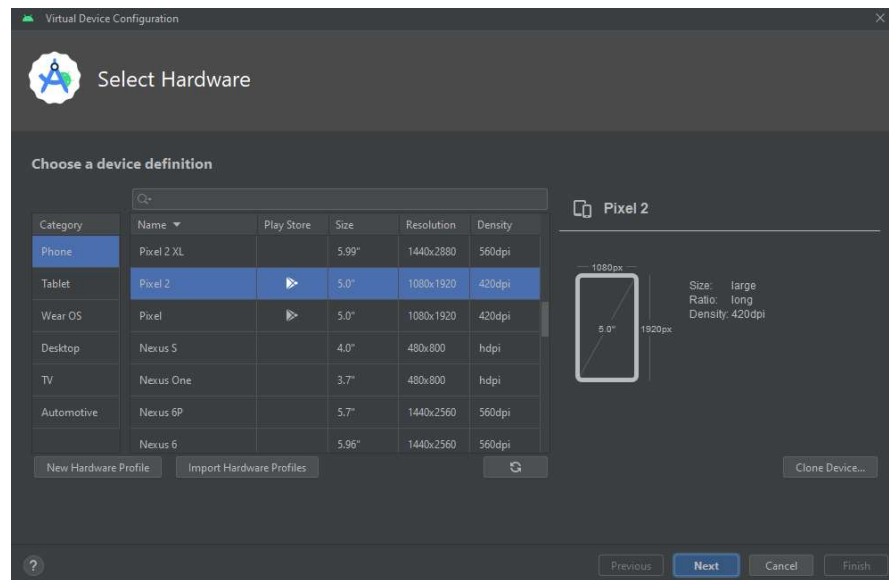 Virtual Device Configuration
Select Hardware
Choose a device definition
Category
Phone
Tablet
Wear OS
Desktop
TV
Automotive
Name Play Store Size Resolution Density
Pixel 2 XL 5.99" 1440x2880 560dpi
Pixel 2 5.0" 1080x1920 420dpi
Pixel 5.0" 1080x1920 420dpi
Nexus S 4.0" 480x800 hdpi
Nexus One 3.7" 480x800 hdpi
Nexus 6P 5.7" 1440x2560 560dpi
Nexus 6 5.96" 1440x2560 560dpi
New Hardware Profile Import Hardware Profiles
Pixel 2
1080px
5.0" 1920px
Size: large
Ratio: long
Density: 420dpi
Clone Device...
? Previous Next Cancel Finish